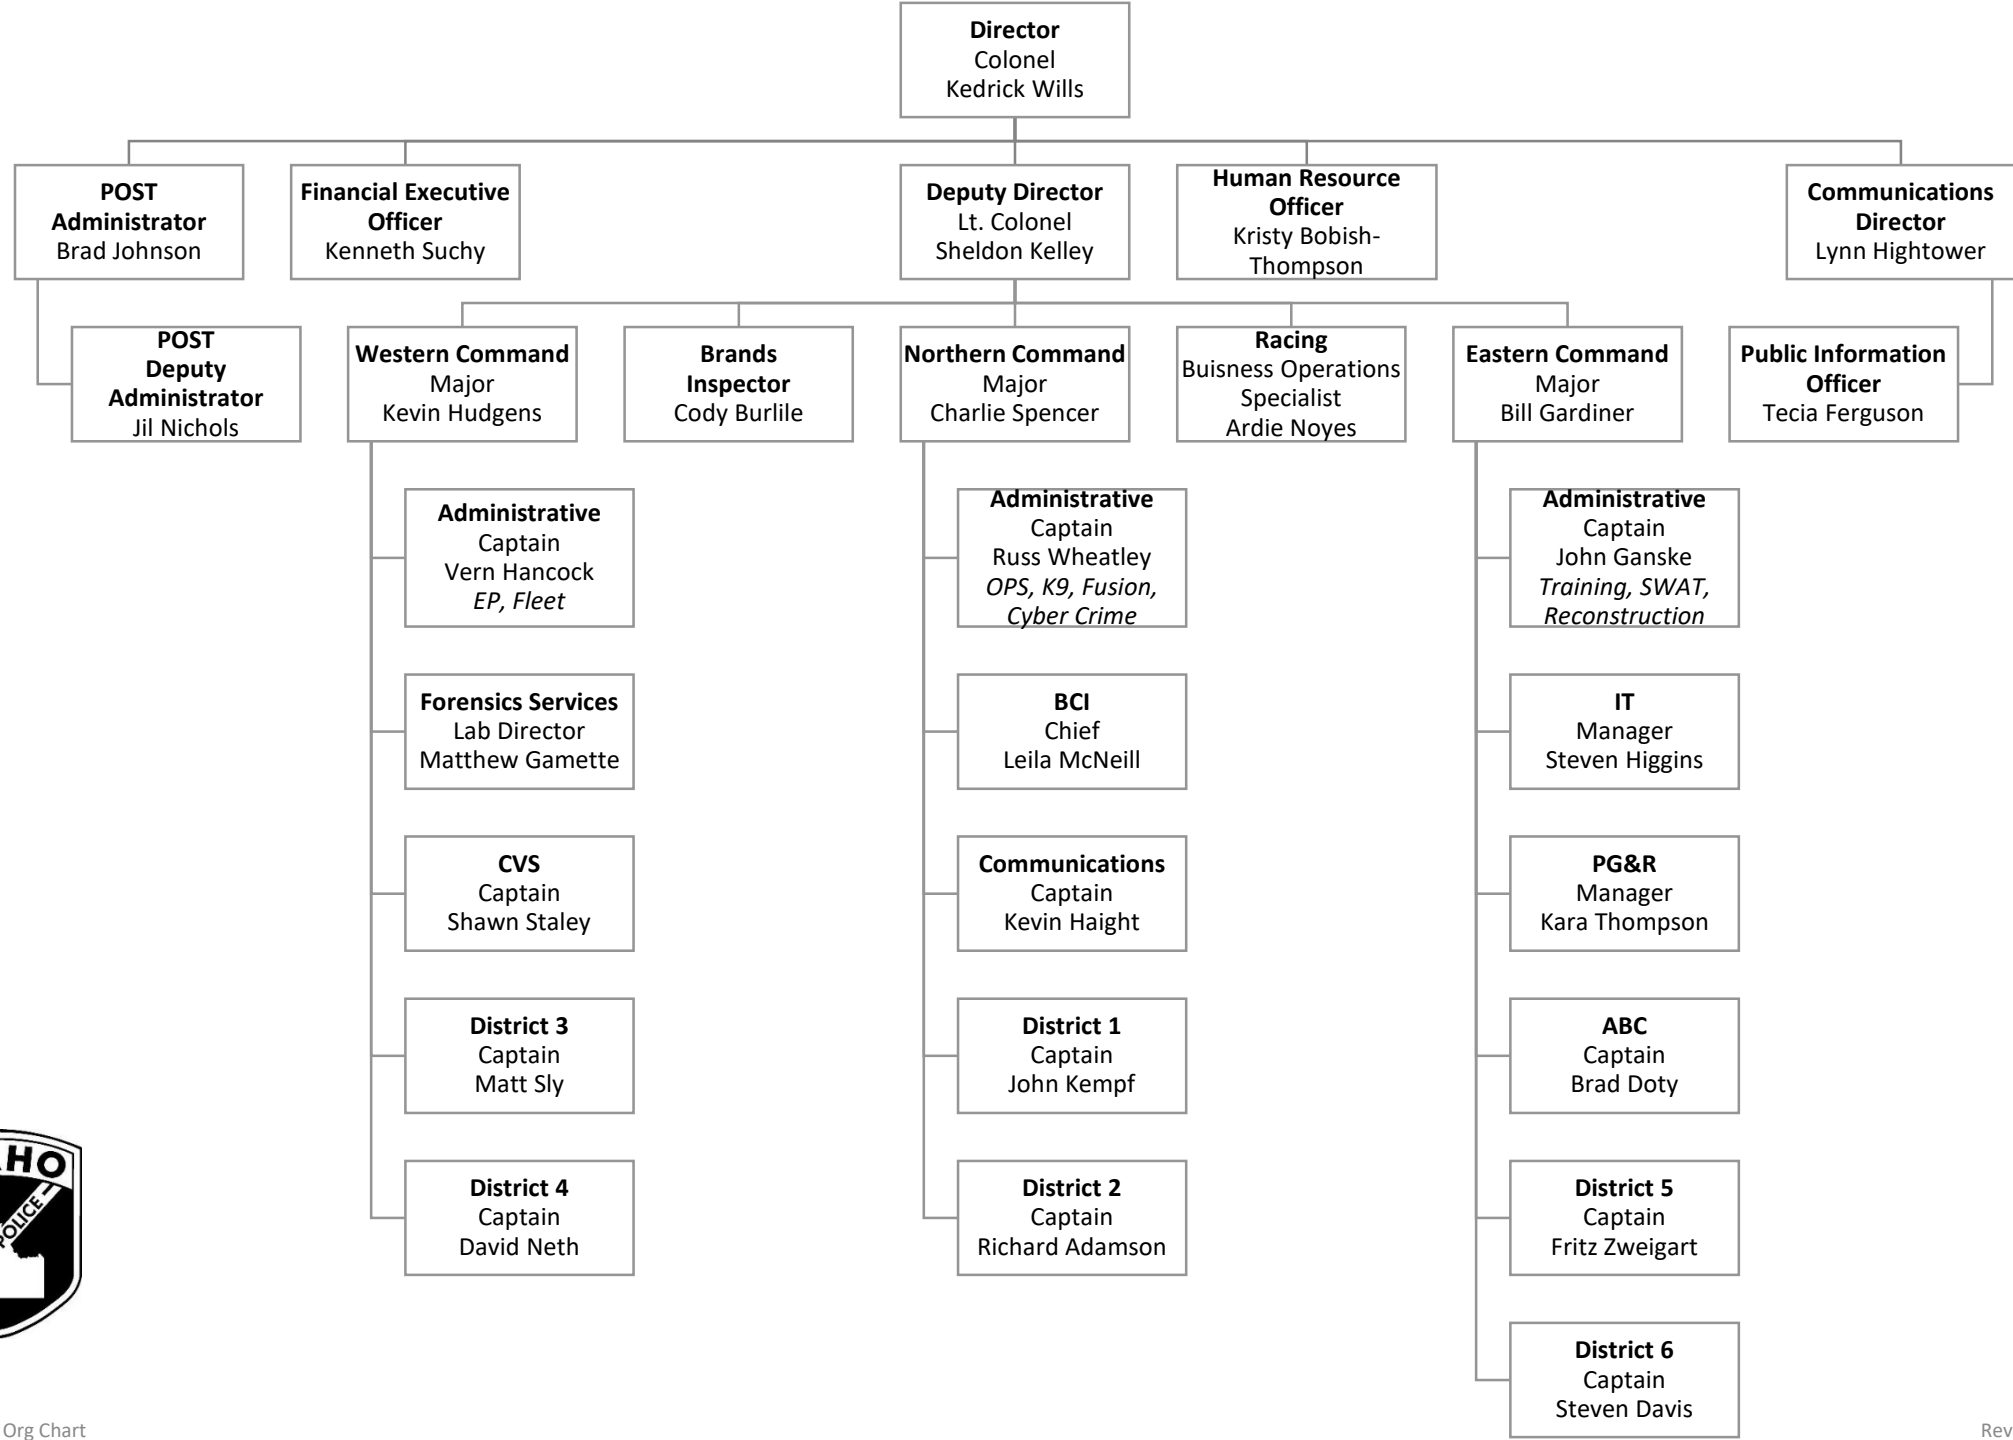 Director
Colonel
Kedrick Wills
POST
Administrator
Brad Johnson
Financial Executive
Officer
Kenneth Suchy
Deputy Director
Lt. Colonel
Sheldon Kelley
Human Resource
Officer
Kristy Bobish-
Thompson
Communications
Director
Lynn Hightower
POST
Deputy
Administrator
Jil Nichols
Western Command
Major
Kevin Hudgens
Brands
Inspector
Cody Burlile
Northern Command
Major
Charlie Spencer
Racing
Buisness Operations
Specialist
Ardie Noyes
Eastern Command
Major
Bill Gardiner
Public Information
Officer
Tecia Ferguson
Administrative
Captain
Vern Hancock
EP, Fleet
Administrative
Captain
Russ Wheatley
OPS, K9, Fusion,
Cyber Crime
Administrative
Captain
John Ganske
Training, SWAT,
Reconstruction
Forensics Services
Lab Director
Matthew Gamette
BCI
Chief
Leila McNeill
IT
Manager
Steven Higgins
CVS
Captain
Shawn Staley
Communications
Captain
Kevin Haight
PG&R
Manager
Kara Thompson
District 3
Captain
Matt Sly
District 1
Captain
John Kempf
ABC
Captain
Brad Doty
District 4
Captain
David Neth
District 2
Captain
Richard Adamson
District 5
Captain
Fritz Zweigart
District 6
Captain
Steven Davis
HO
POLICE
Org Chart
Rev